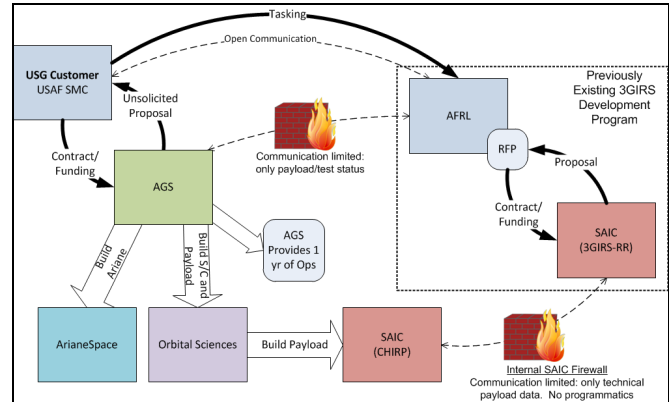 Tasking
Open Communication
USG Customer
USAF SMC
Unsolicited
Proposal
Previously
Existing 3GIRS
Development
Program
AFRL
RFP
Proposal
Contract/
Funding
Communication limited:
only payload/test status
AGS
Contract/
Funding
SAIC
(3GIRS-RR)
Build
Ariane
Build S/C and
Payload
AGS
Provides 1
yr of Ops
ArianeSpace
Orbital Sciences
Build Payload
SAIC
(CHIRP)
Internal SAIC Firewall
Communication limited: only technical
payload data.  No programmatics